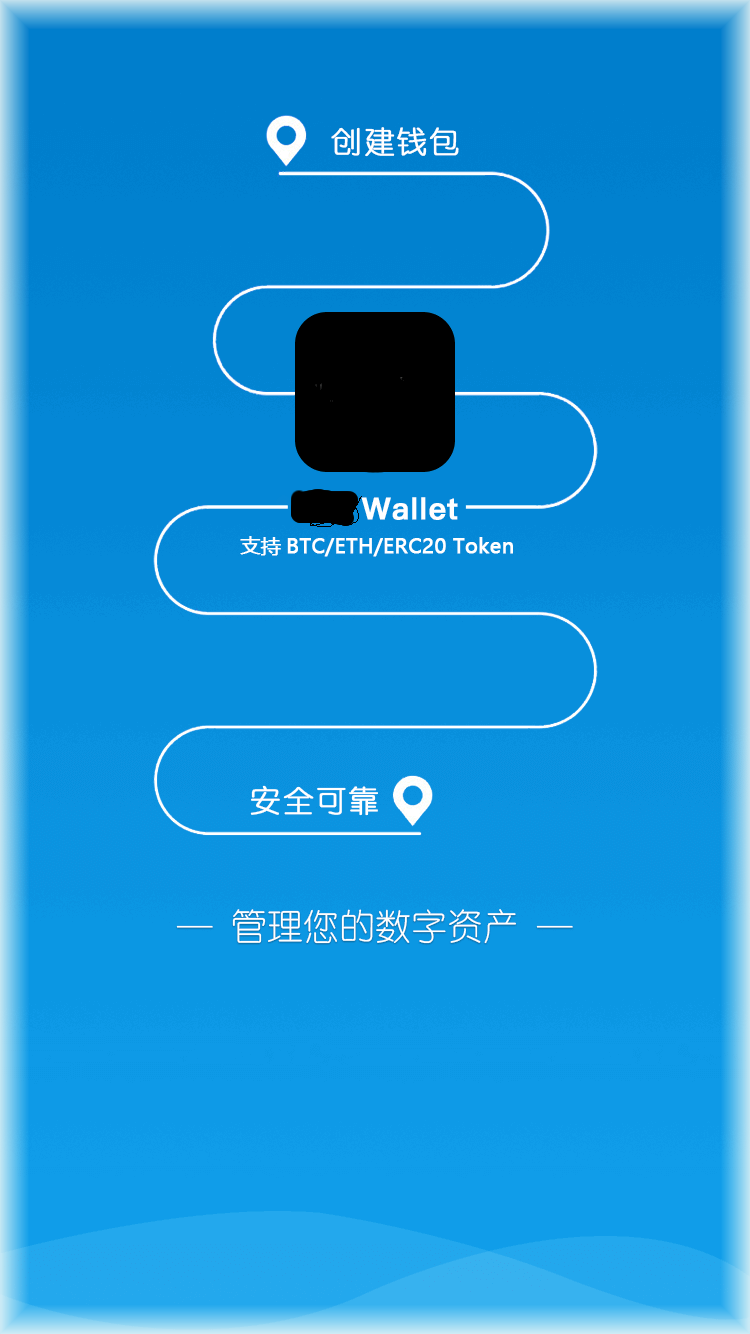 创建钱包
Wallet
支持 BTC/ETH/ERC20 Token
安全可靠
— 管理您的数字资产 —